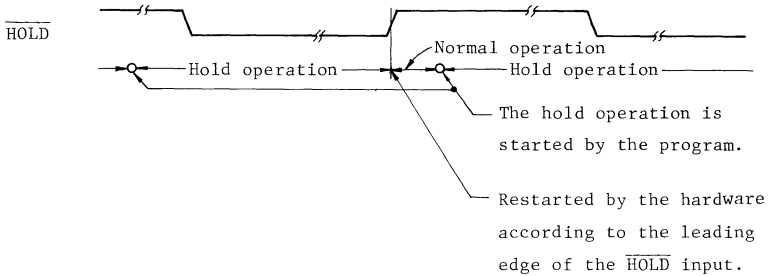 HOLD
Normal operation
Hold operation
Hold operation
The hold operation is
started by the program.
Restarted by the hardware
according to the leading
edge of the HOLD input.